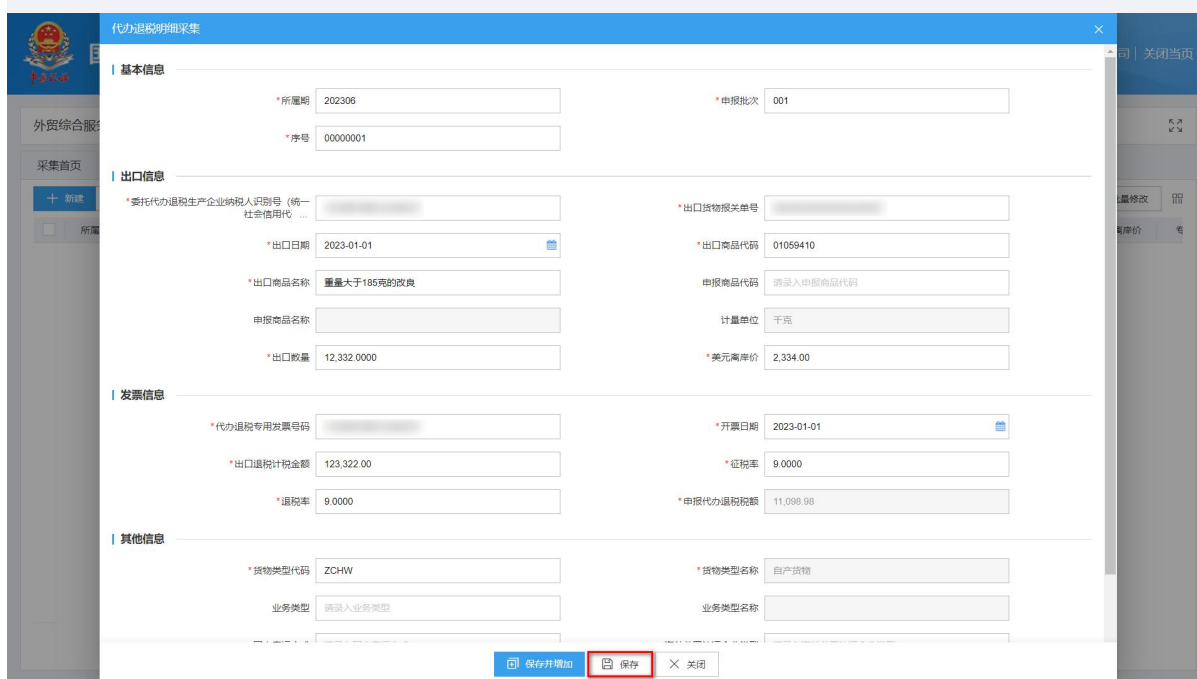 代办退税明细采集
司 | 关闭当页
外贸综合服
采集首页
新建
所属
量修改
离岸价
基本信息
*所属期 202306 *申报批次 001
*序号 00000001
出口信息
*委托代办退税生产企业纳税人识别号（统一社会信用代 ... *出口货物报关单号
*出口日期 2023-01-01 *出口商品代码 01059410
*出口商品名称 重量大于185克的改良 申报商品代码 请录入申报商品代码
申报商品名称 计量单位 千克
*出口数量 12,332.0000 *美元离岸价 2,334.00
发票信息
*代办退税专用发票号码 *开票日期 2023-01-01
*出口退税计税金额 123,322.00 *征税率 9.0000
*退税率 9.0000 *申报代办退税税额 11,098.98
其他信息
*货物类型代码 ZCHW *货物类型名称 自产货物
业务类型 请录入业务类型 业务类型名称
保存并增加 保存 关闭